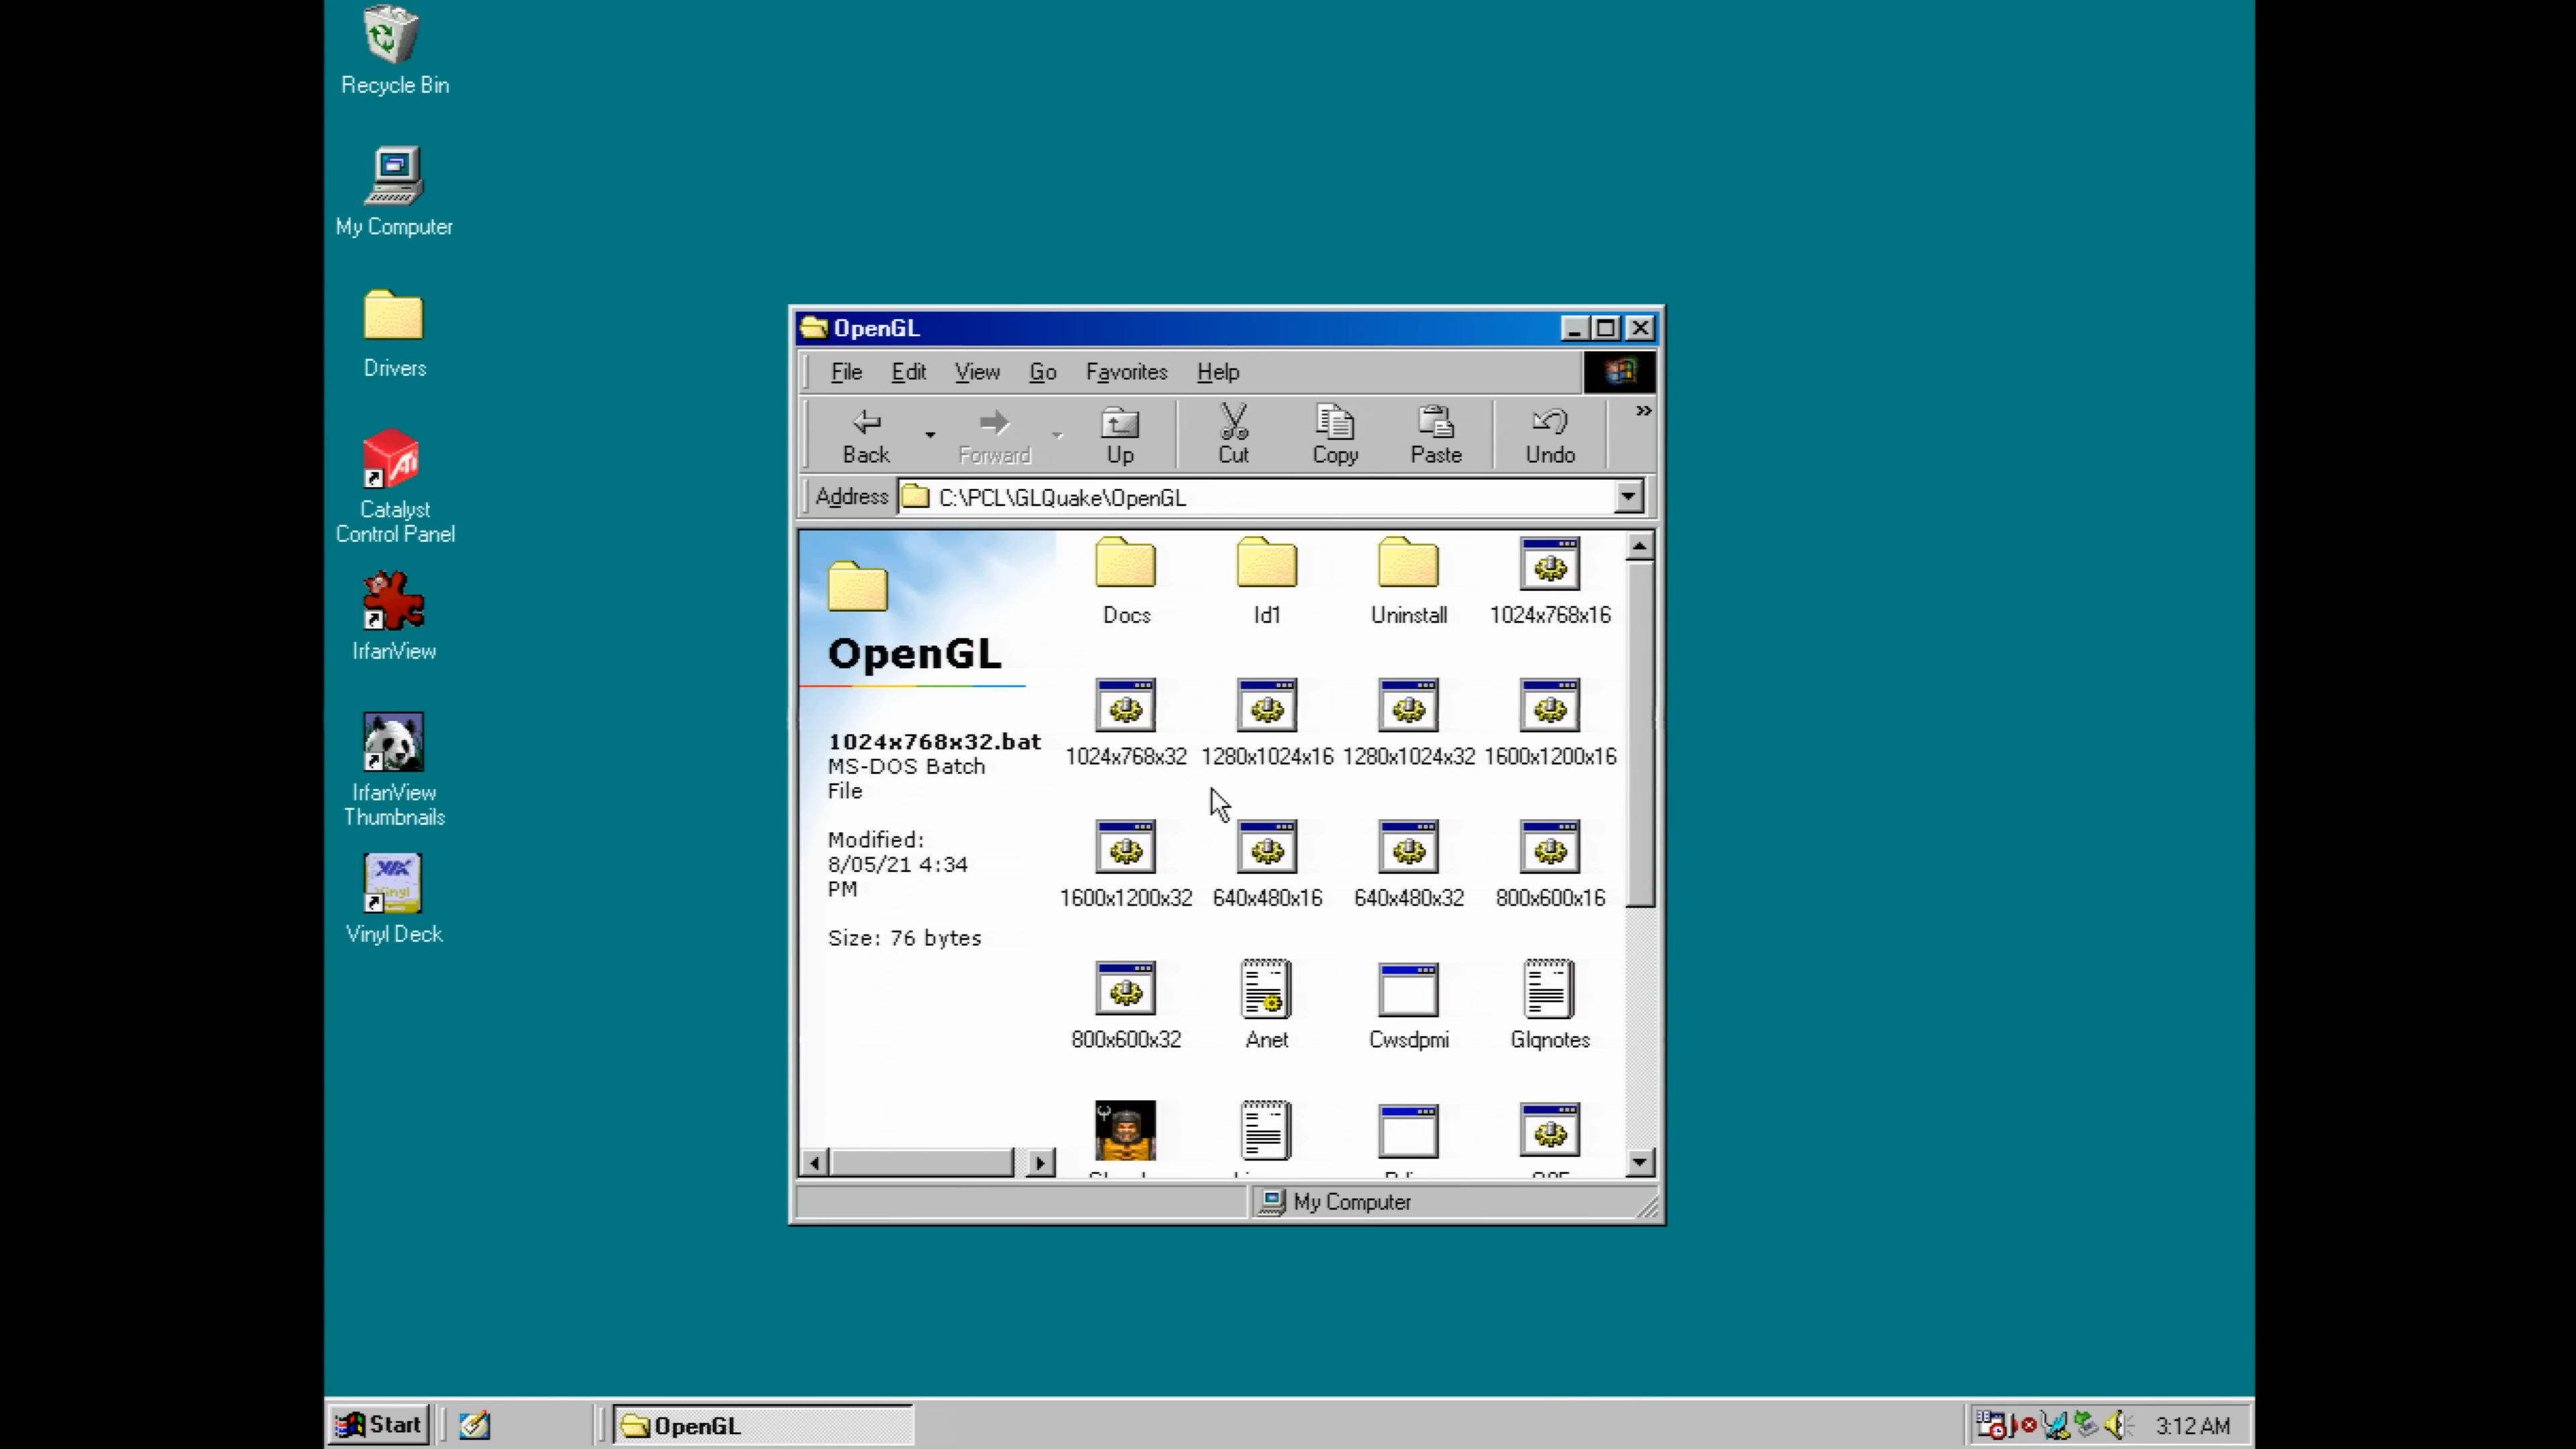 Recycle Bin
My Computer
Drivers
Catalyst
Control Panel
IrfanView
IrfanView
Thumbnails
Vinyl Deck
OpenGL
File Edit View Go Favorites Help
Back Forward Up Cut Copy Paste Undo
Address C:\PCL\GLQuake\OpenGL
OpenGL
1024x768x32.bat
MS-DOS Batch
File
Modified:
8/05/21 4:34
PM
Size: 76 bytes
Docs Id1 Uninstall 1024x768x16
1024x768x32 1280x1024x16 1280x1024x32 1600x1200x16
1600x1200x32 640x480x16 640x480x32 800x600x16
800x600x32 Anet Cwsdpmi Glqnotes
My Computer
Start OpenGL 3:12 AM